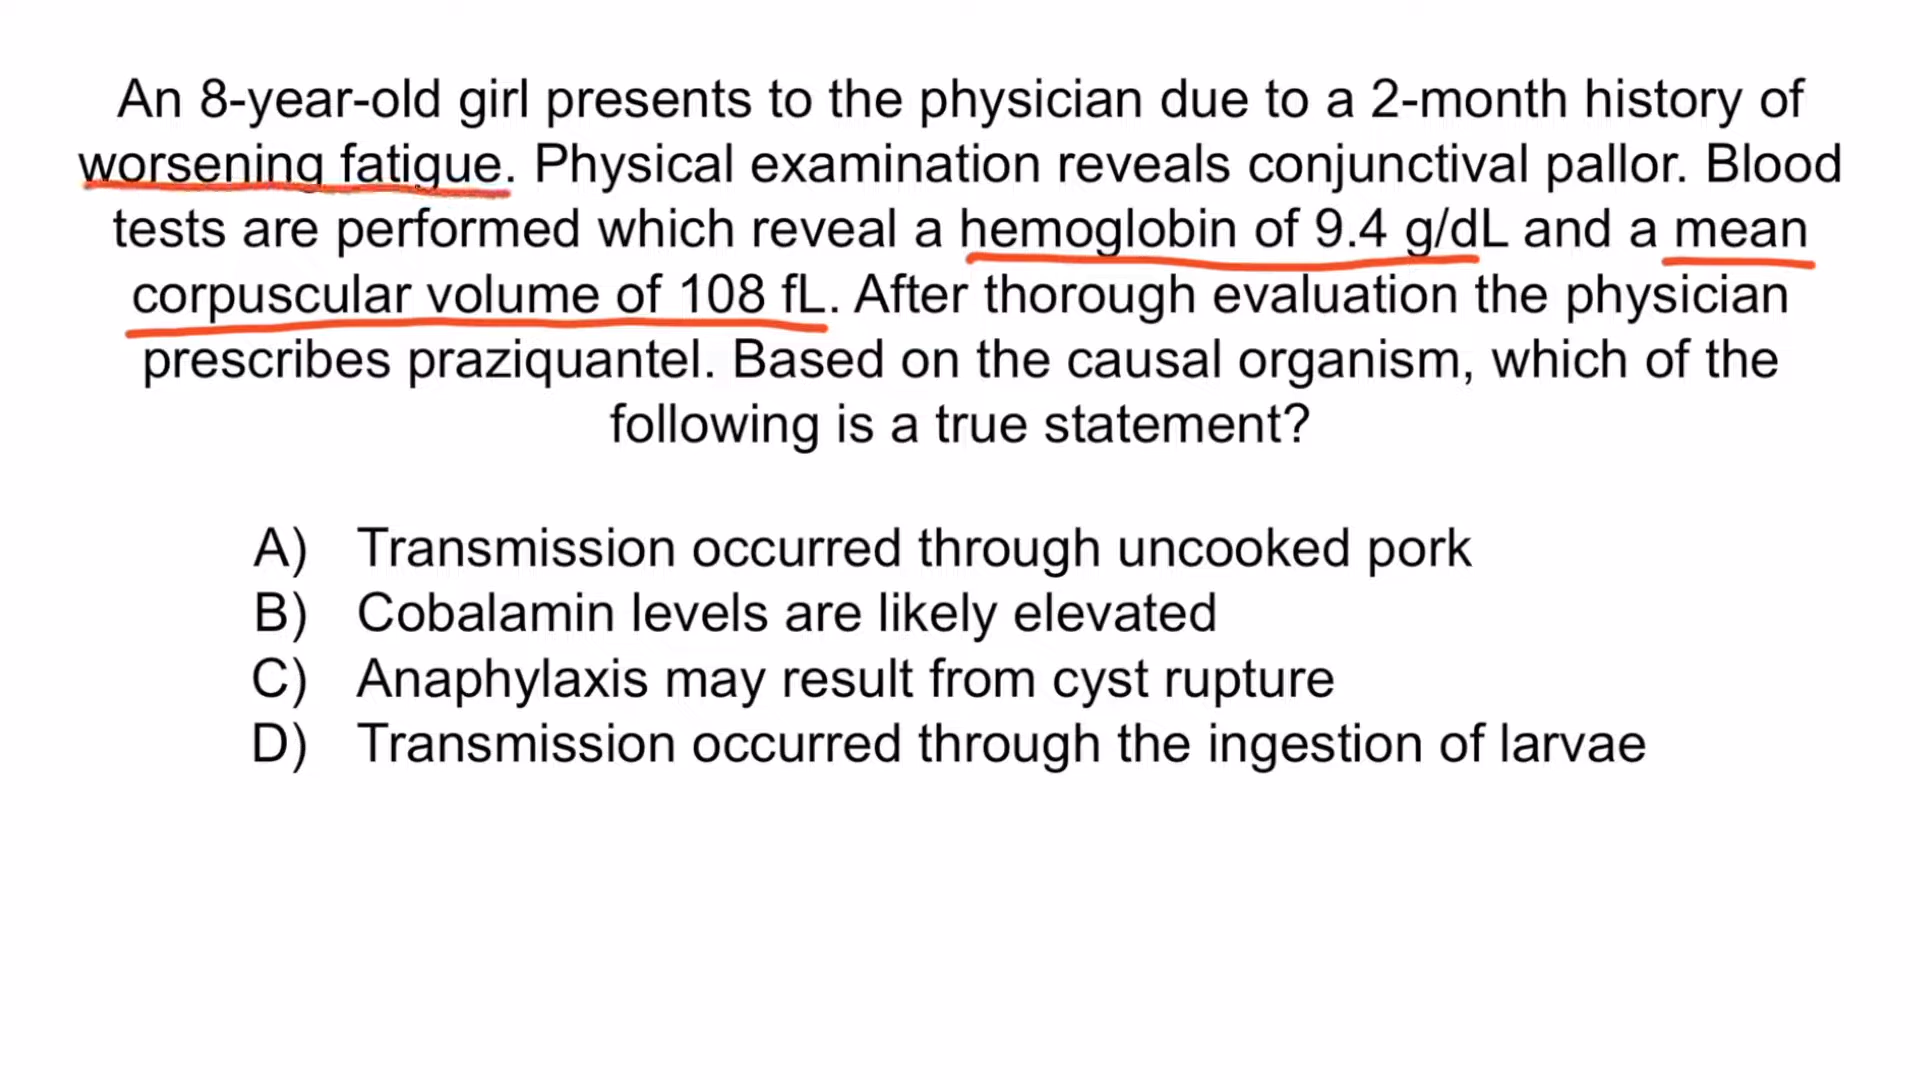 An 8-year-old girl presents to the physician due to a 2-month history of
worsening fatigue. Physical examination reveals conjunctival pallor. Blood
tests are performed which reveal a hemoglobin of 9.4 g/dL and a mean
corpuscular volume of 108 fL. After thorough evaluation the physician
prescribes praziquantel. Based on the causal organism, which of the
following is a true statement?
A) Transmission occurred through uncooked pork
B) Cobalamin levels are likely elevated
C) Anaphylaxis may result from cyst rupture
D) Transmission occurred through the ingestion of larvae